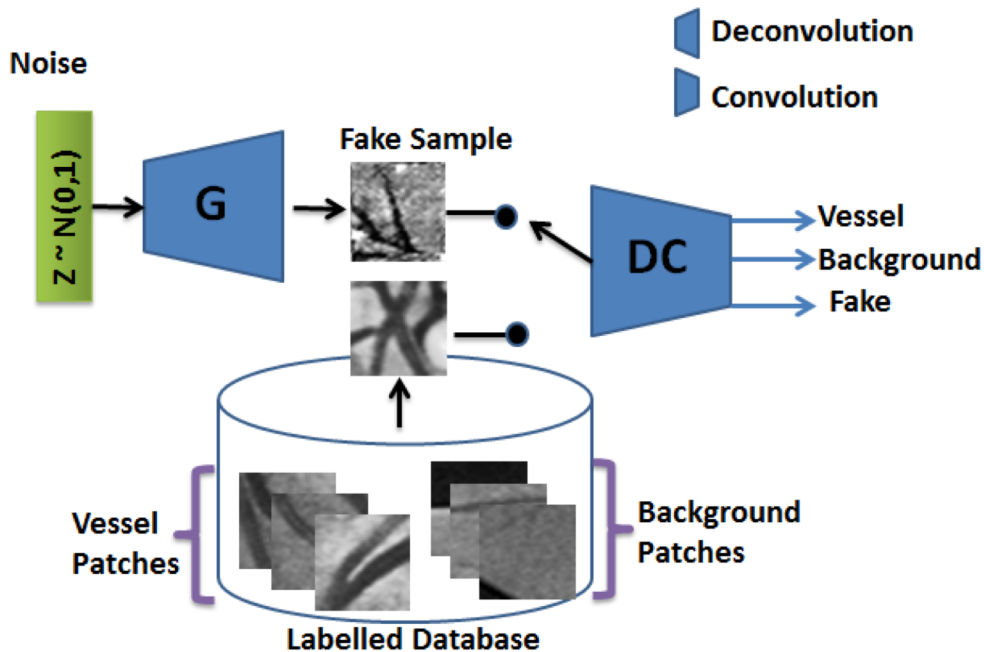 Deconvolution
Convolution
Noise
Z ~ N(0,1)
G
Fake Sample
DC
Vessel
Background
Fake
Vessel
Patches
Background
Patches
Labelled Database